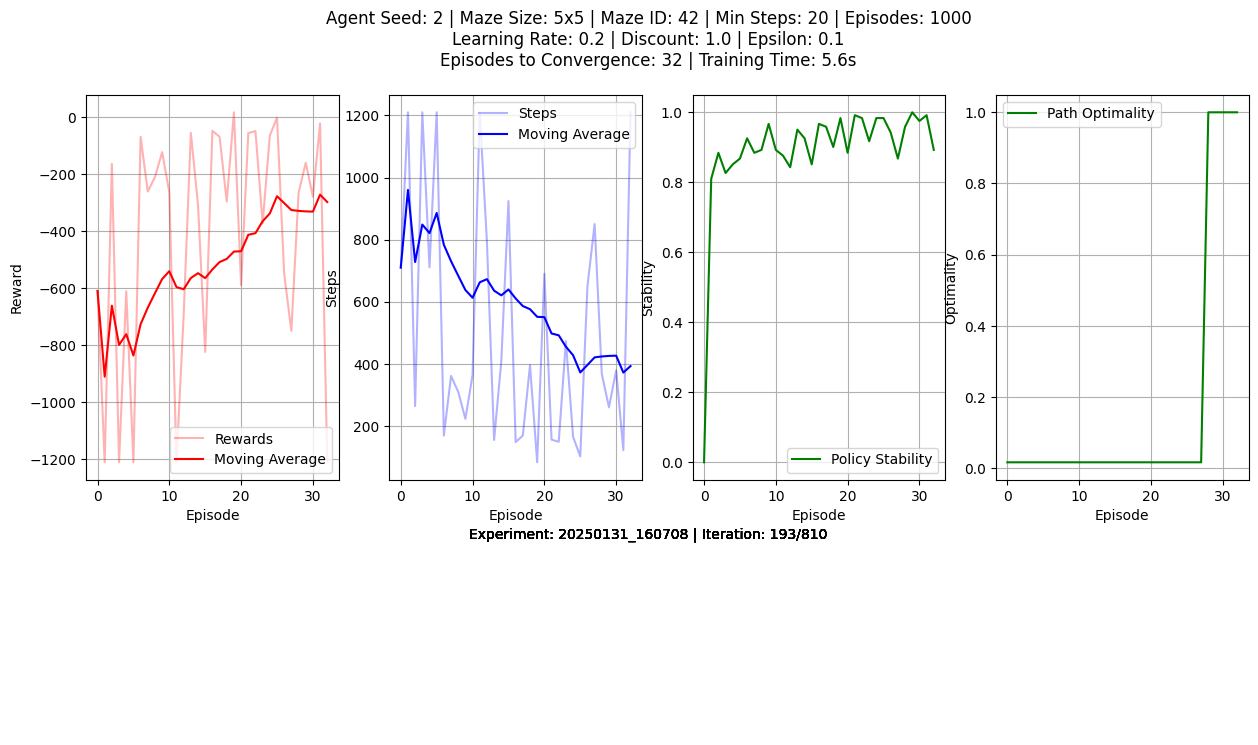 Agent Seed: 2 | Maze Size: 5x5 | Maze ID: 42 | Min Steps: 20 | Episodes: 1000
Learning Rate: 0.2 | Discount: 1.0 | Epsilon: 0.1
Episodes to Convergence: 32 | Training Time: 5.6s
Reward
0
−200
−400
−600
−800
−1000
−1200
Rewards
Moving Average
0 10 20 30
Episode
Steps
1200
1000
800
600
400
200
Steps
Moving Average
0 10 20 30
Episode
Stability
1.0
0.8
0.6
0.4
0.2
0.0
Policy Stability
0 10 20 30
Episode
Optimality
1.0
0.8
0.6
0.4
0.2
0.0
Path Optimality
0 10 20 30
Episode
Experiment: 20250131_160708 | Iteration: 193/810